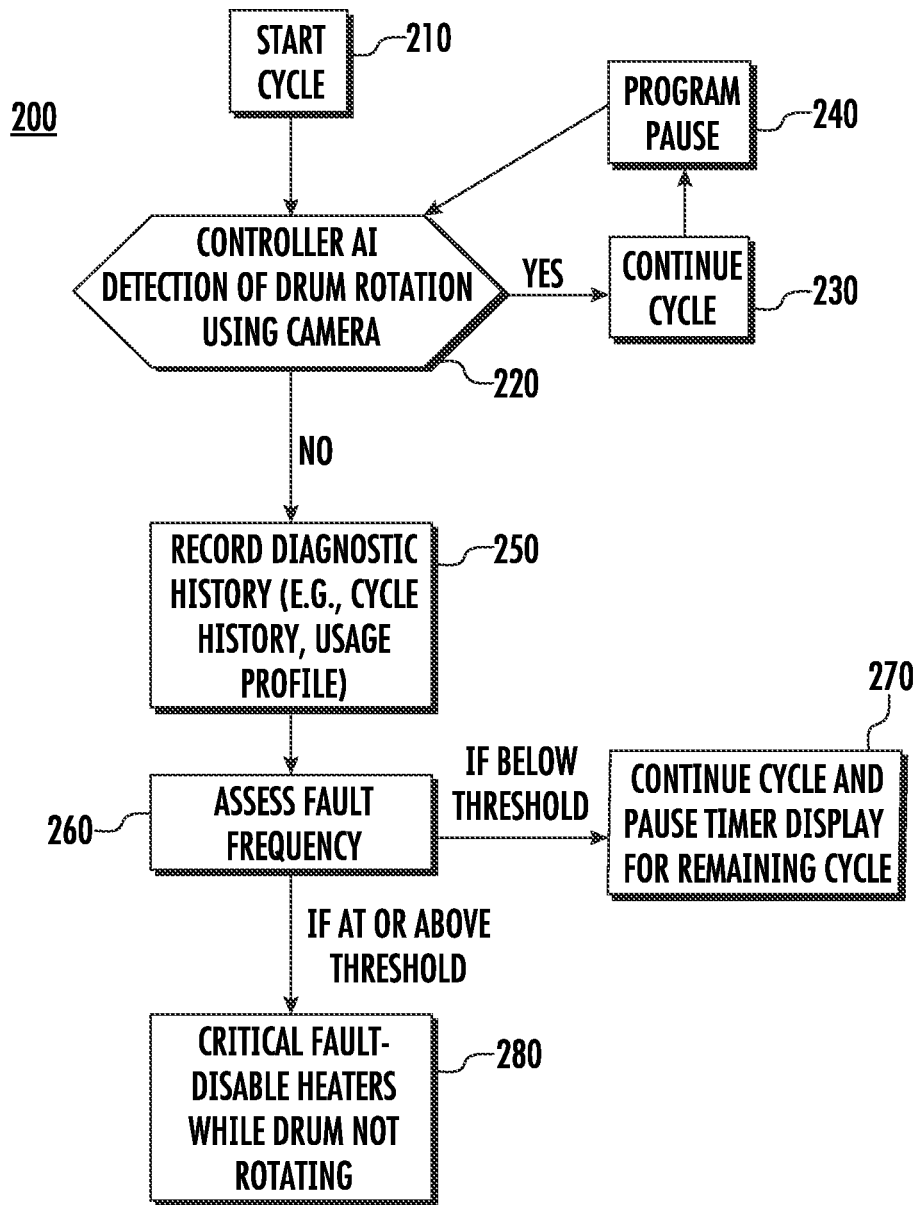 200
START
CYCLE
210
PROGRAM
PAUSE
240
CONTROLLER AI
DETECTION OF DRUM ROTATION
USING CAMERA
220
YES
CONTINUE
CYCLE
230
NO
RECORD DIAGNOSTIC
HISTORY (E.G., CYCLE
HISTORY, USAGE
PROFILE)
250
260
ASSESS FAULT
FREQUENCY
IF BELOW
THRESHOLD
270
CONTINUE CYCLE AND
PAUSE TIMER DISPLAY
FOR REMAINING CYCLE
IF AT OR ABOVE
THRESHOLD
CRITICAL FAULT-
DISABLE HEATERS
WHILE DRUM NOT
ROTATING
280